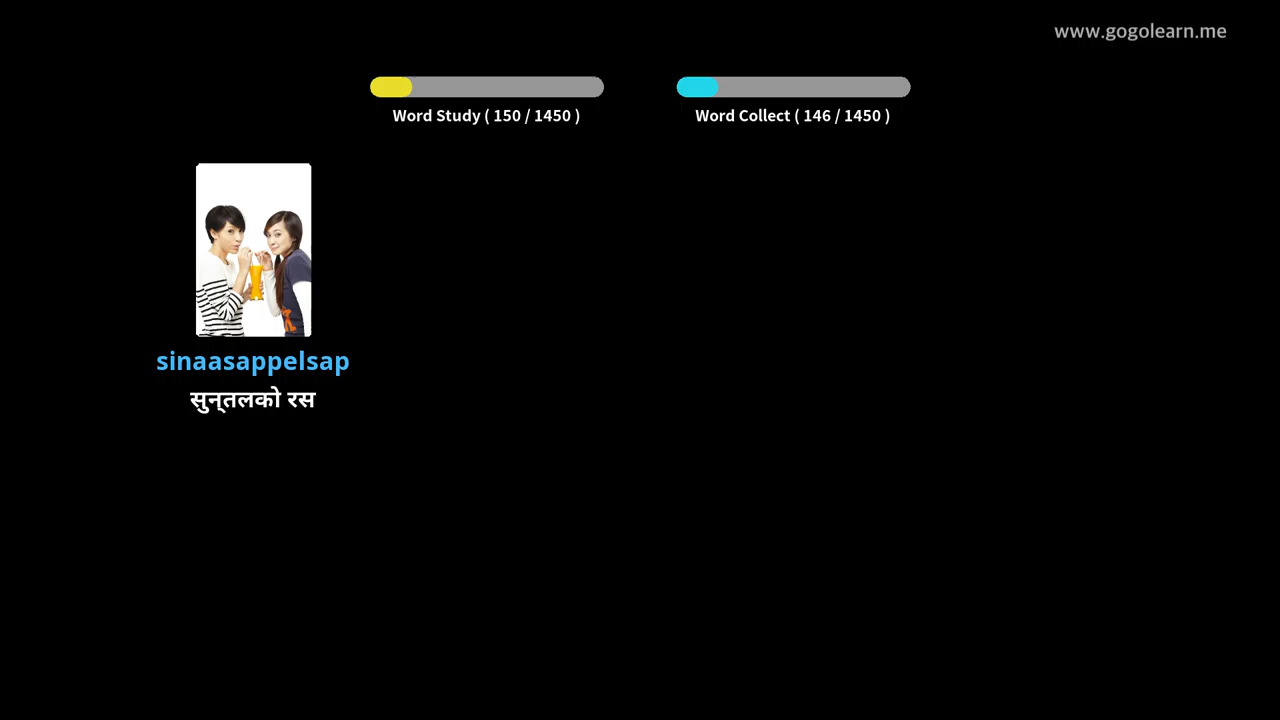 www.gogolearn.me
Word Study ( 150 / 1450 )
Word Collect ( 146 / 1450 )
sinaasappelsap
सुन्‌तलको रस